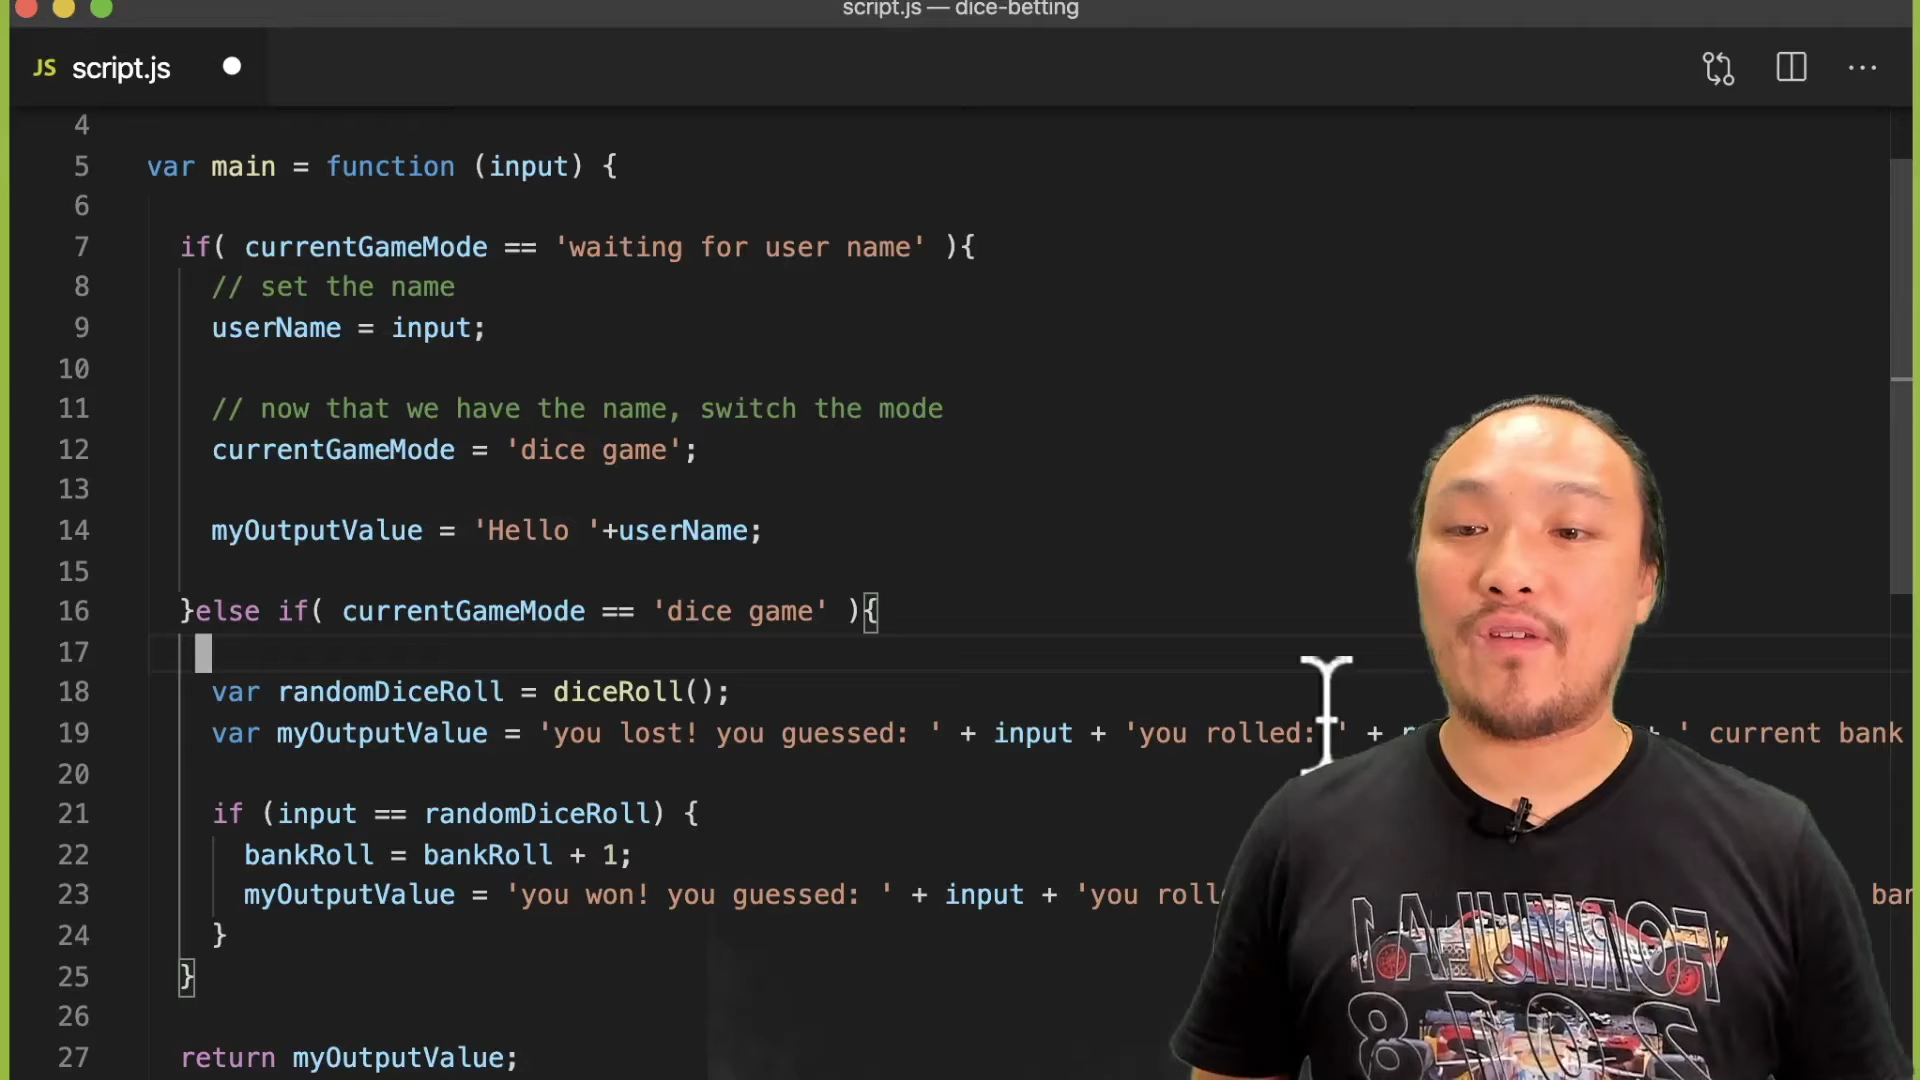 script.js — dice-betting
JS script.js
4
5 var main = function (input) {
6
7 if( currentGameMode == 'waiting for user name' ){
8 // set the name
9 userName = input;
10
11 // now that we have the name, switch the mode
12 currentGameMode = 'dice game';
13
14 myOutputValue = 'Hello '+userName;
15
16 }else if( currentGameMode == 'dice game' ){
17
18 var randomDiceRoll = diceRoll();
19 var myOutputValue = 'you lost! you guessed: ' + input + 'you rolled: ' + + ' current bank
20
21 if (input == randomDiceRoll) {
22 bankRoll = bankRoll + 1;
23 myOutputValue = 'you won! you guessed: ' + input + 'you
24 }
25 }
26
27 return myOutputValue;
FORMULA1
2018